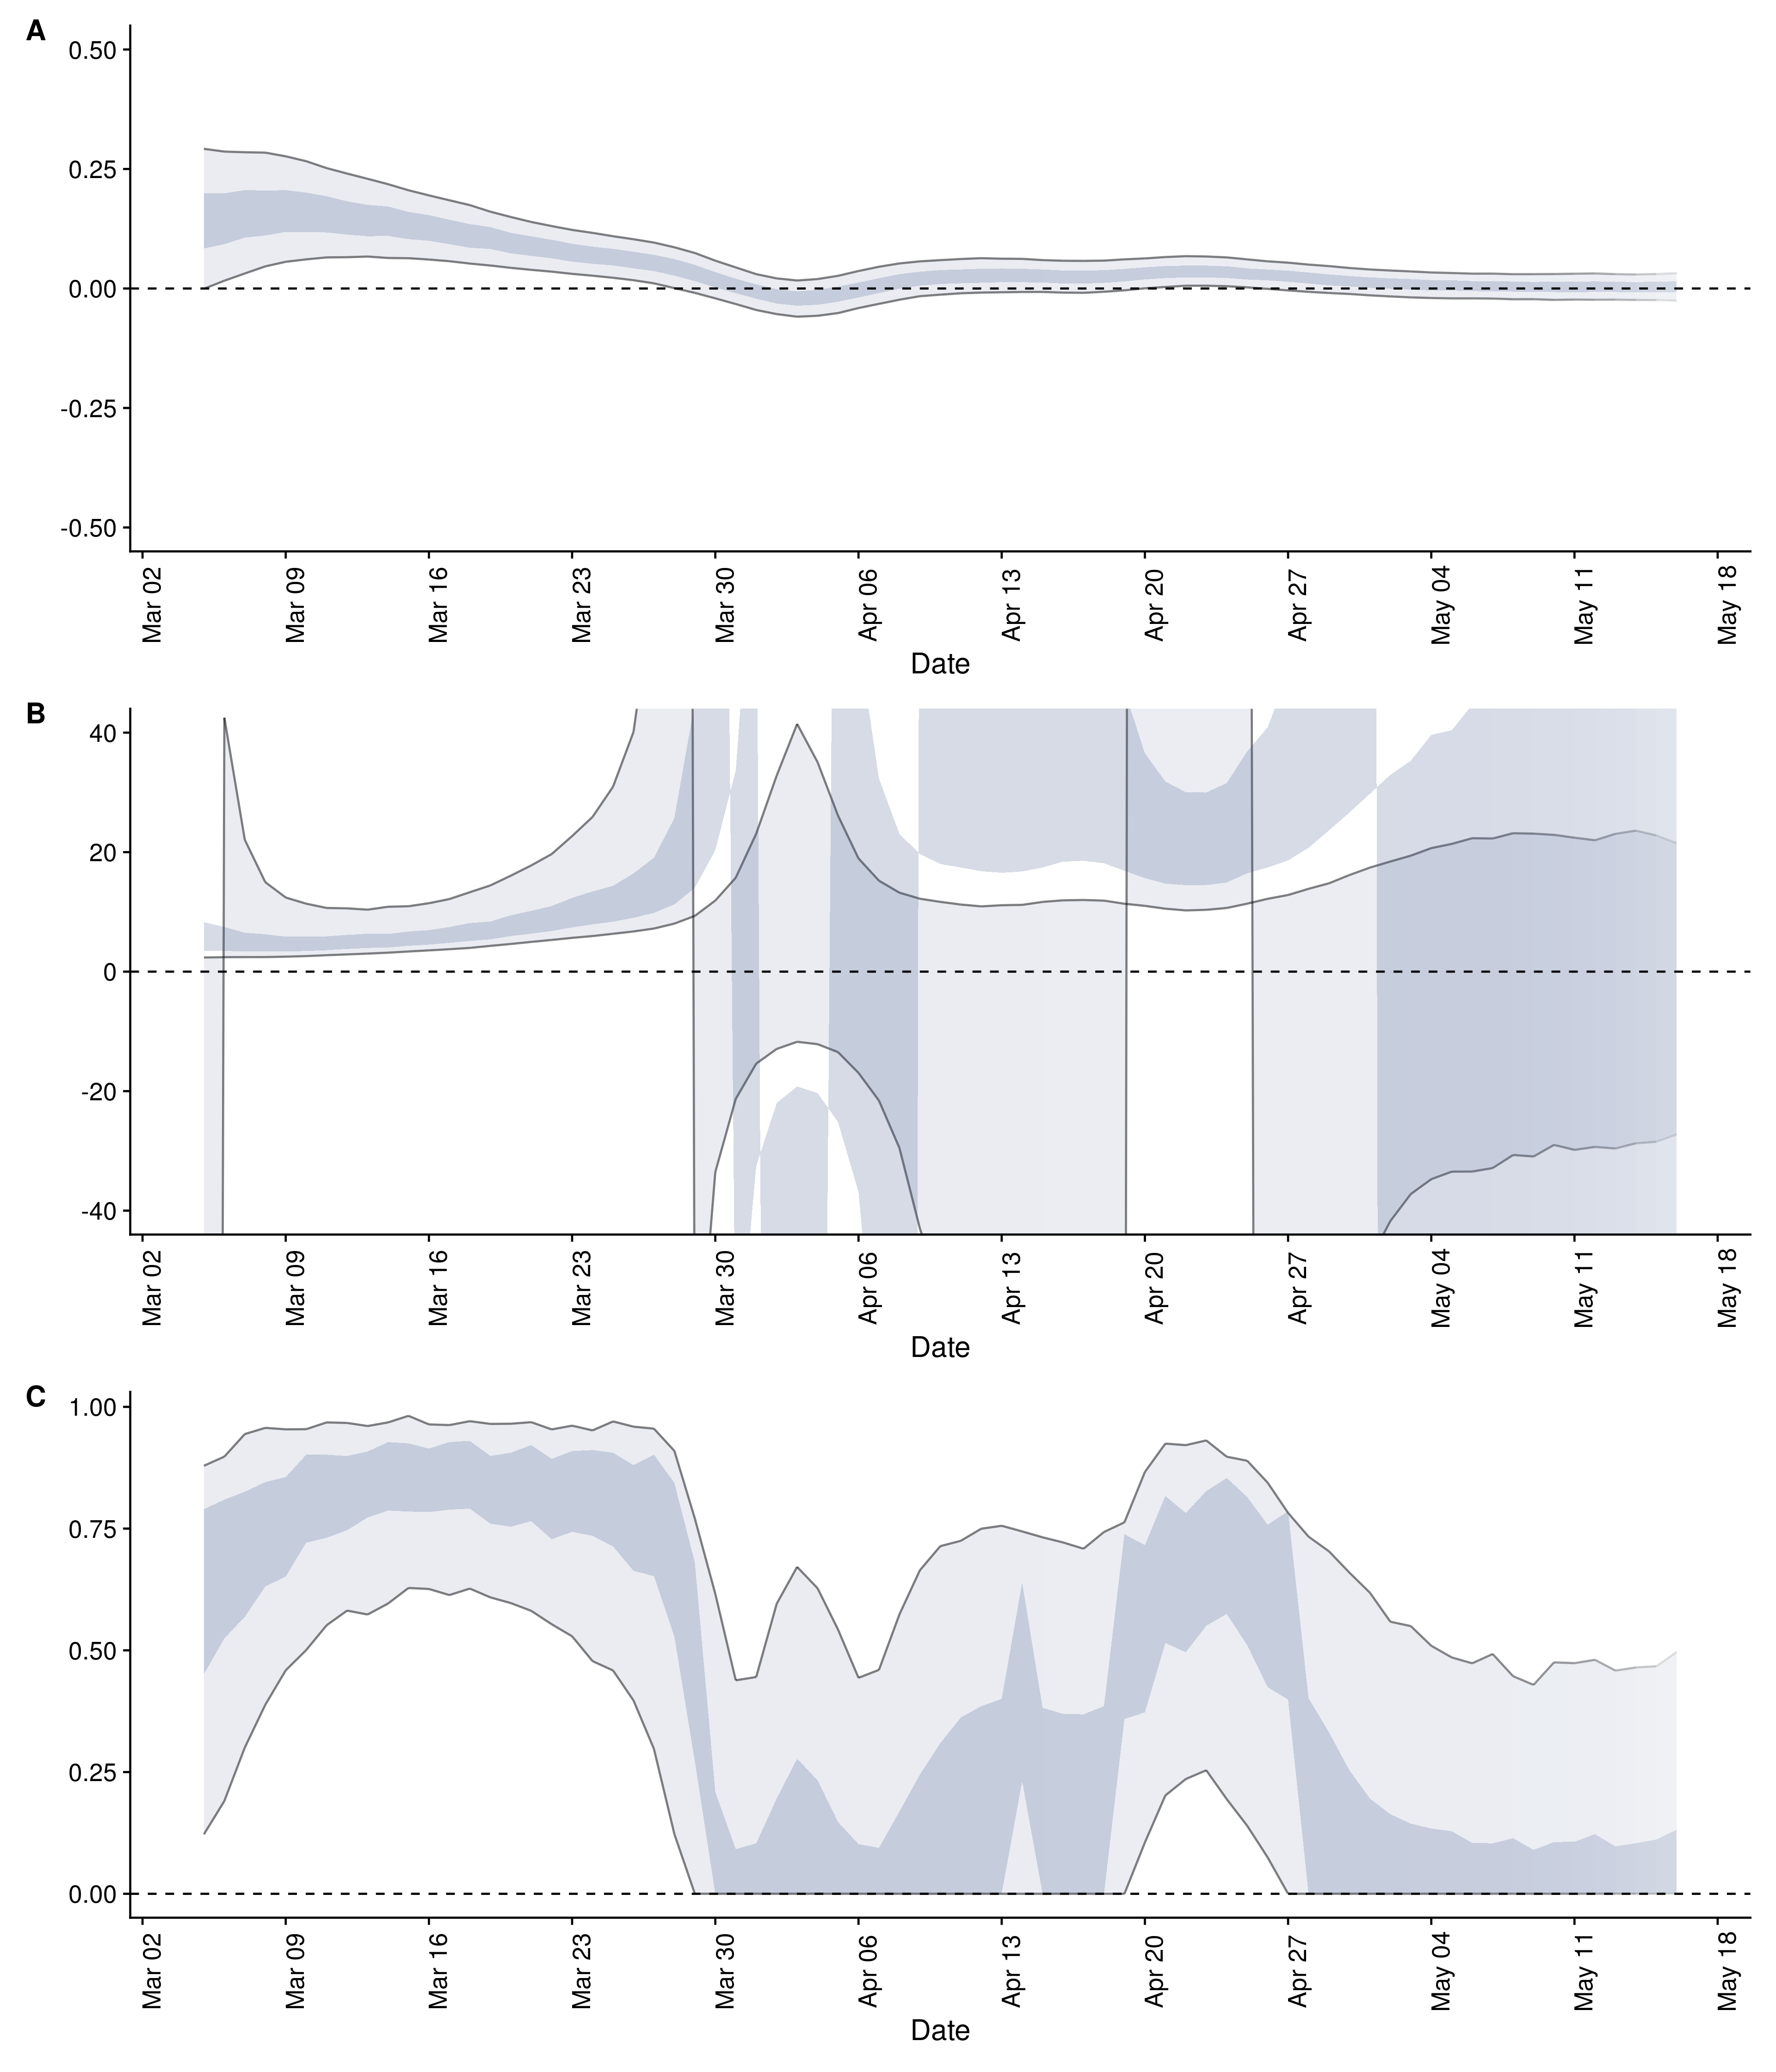 A
0.50
0.25
0.00
-0.25
-0.50
Mar 02
Mar 09
Mar 16
Mar 23
Mar 30
Apr 06
Apr 13
Apr 20
Apr 27
May 04
May 11
May 18
Date
B
40
20
0
-20
-40
Mar 02
Mar 09
Mar 16
Mar 23
Mar 30
Apr 06
Apr 13
Apr 20
Apr 27
May 04
May 11
May 18
Date
C
1.00
0.75
0.50
0.25
0.00
Mar 02
Mar 09
Mar 16
Mar 23
Mar 30
Apr 06
Apr 13
Apr 20
Apr 27
May 04
May 11
May 18
Date